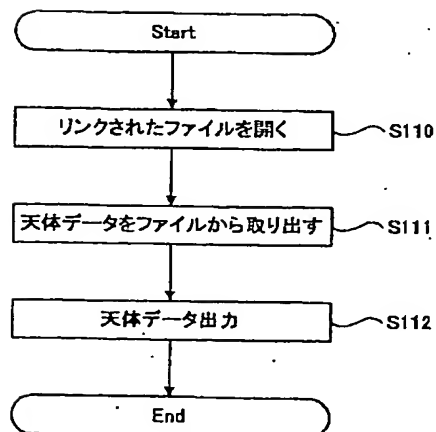 Start
リンクされたファイルを開く
S110
天体データをファイルから取り出す
S111
天体データ出力
S112
End